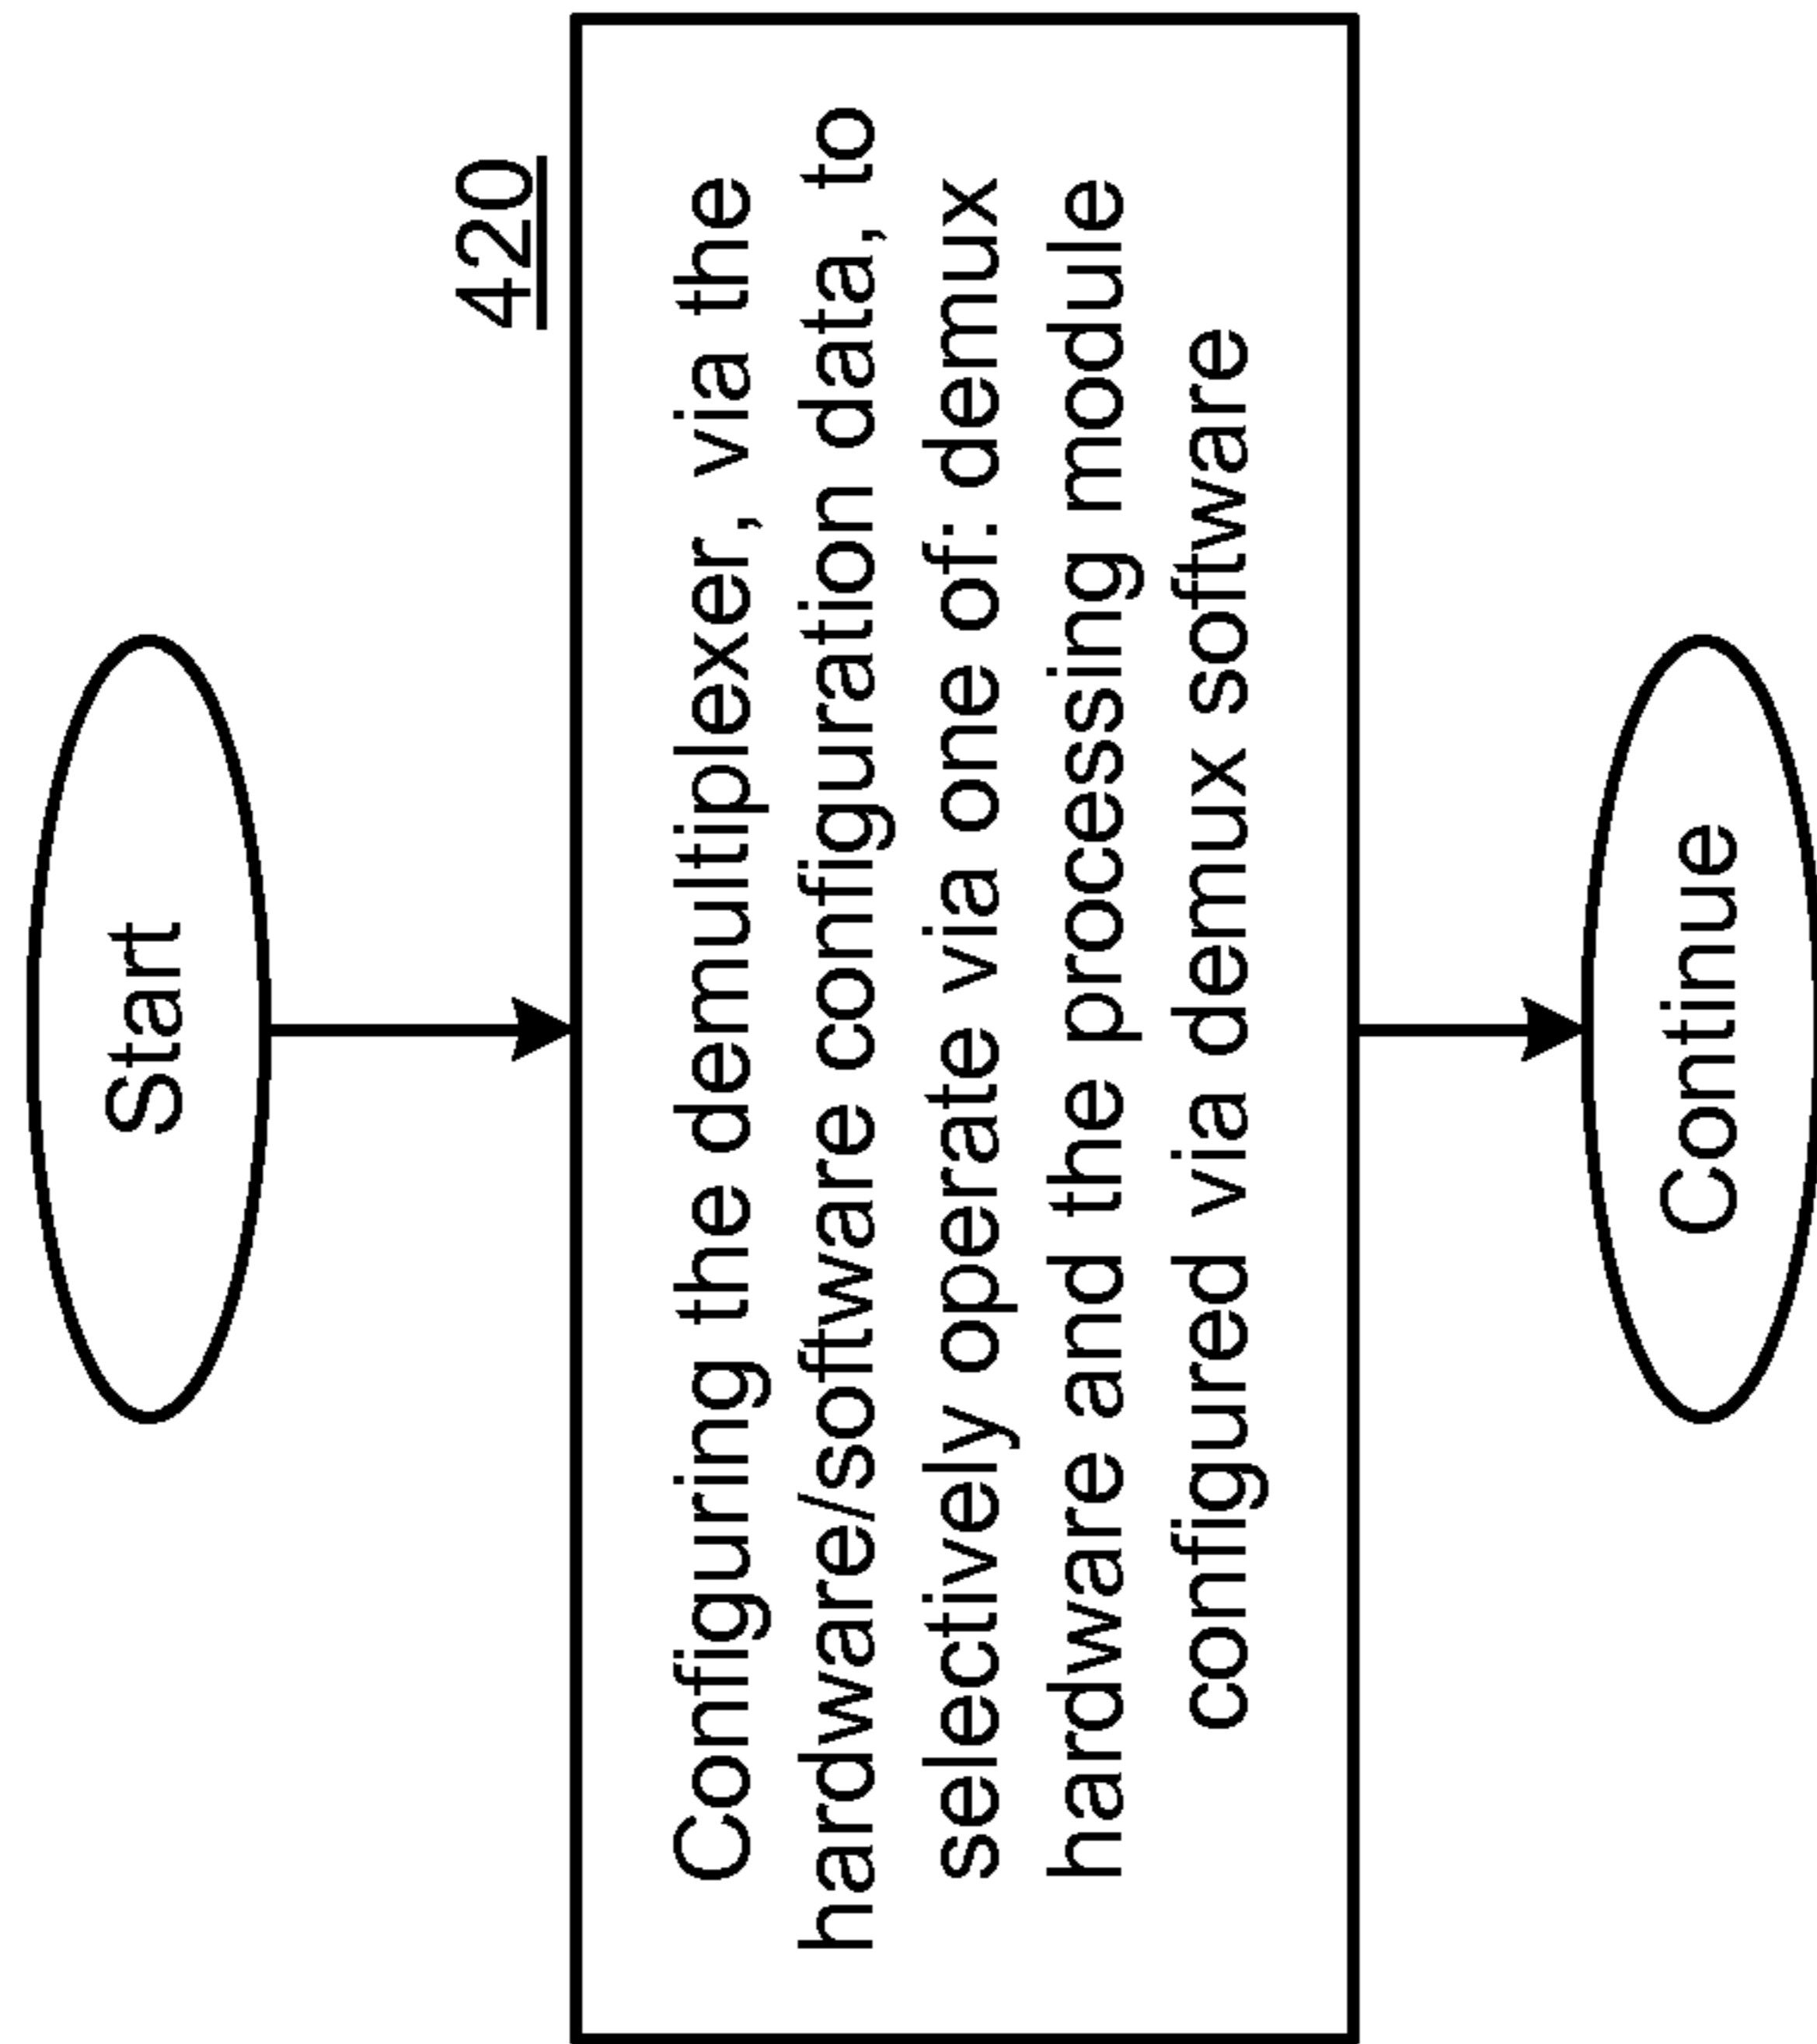 Start
420
Configuring the demultiplexer, via the
hardware/software configuration data, to
selectively operate via one of: demux
hardware and the processing module
configured via demux software
Continue